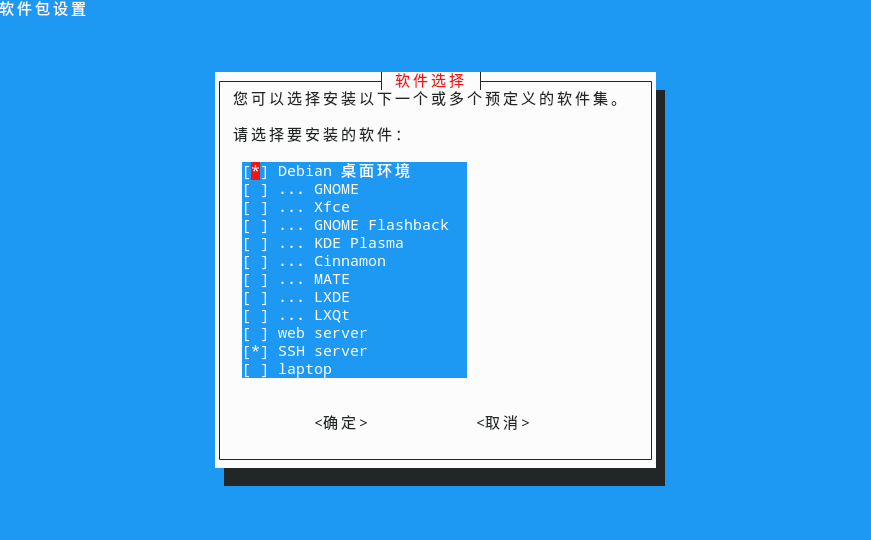 软件包设置
软件选择
您可以选择安装以下一个或多个预定义的软件集。
请选择要安装的软件：
[*] Debian 桌面环境
[ ] ... GNOME
[ ] ... Xfce
[ ] ... GNOME Flashback
[ ] ... KDE Plasma
[ ] ... Cinnamon
[ ] ... MATE
[ ] ... LXDE
[ ] ... LXQt
[ ] web server
[*] SSH server
[ ] laptop
<确定> <取消>